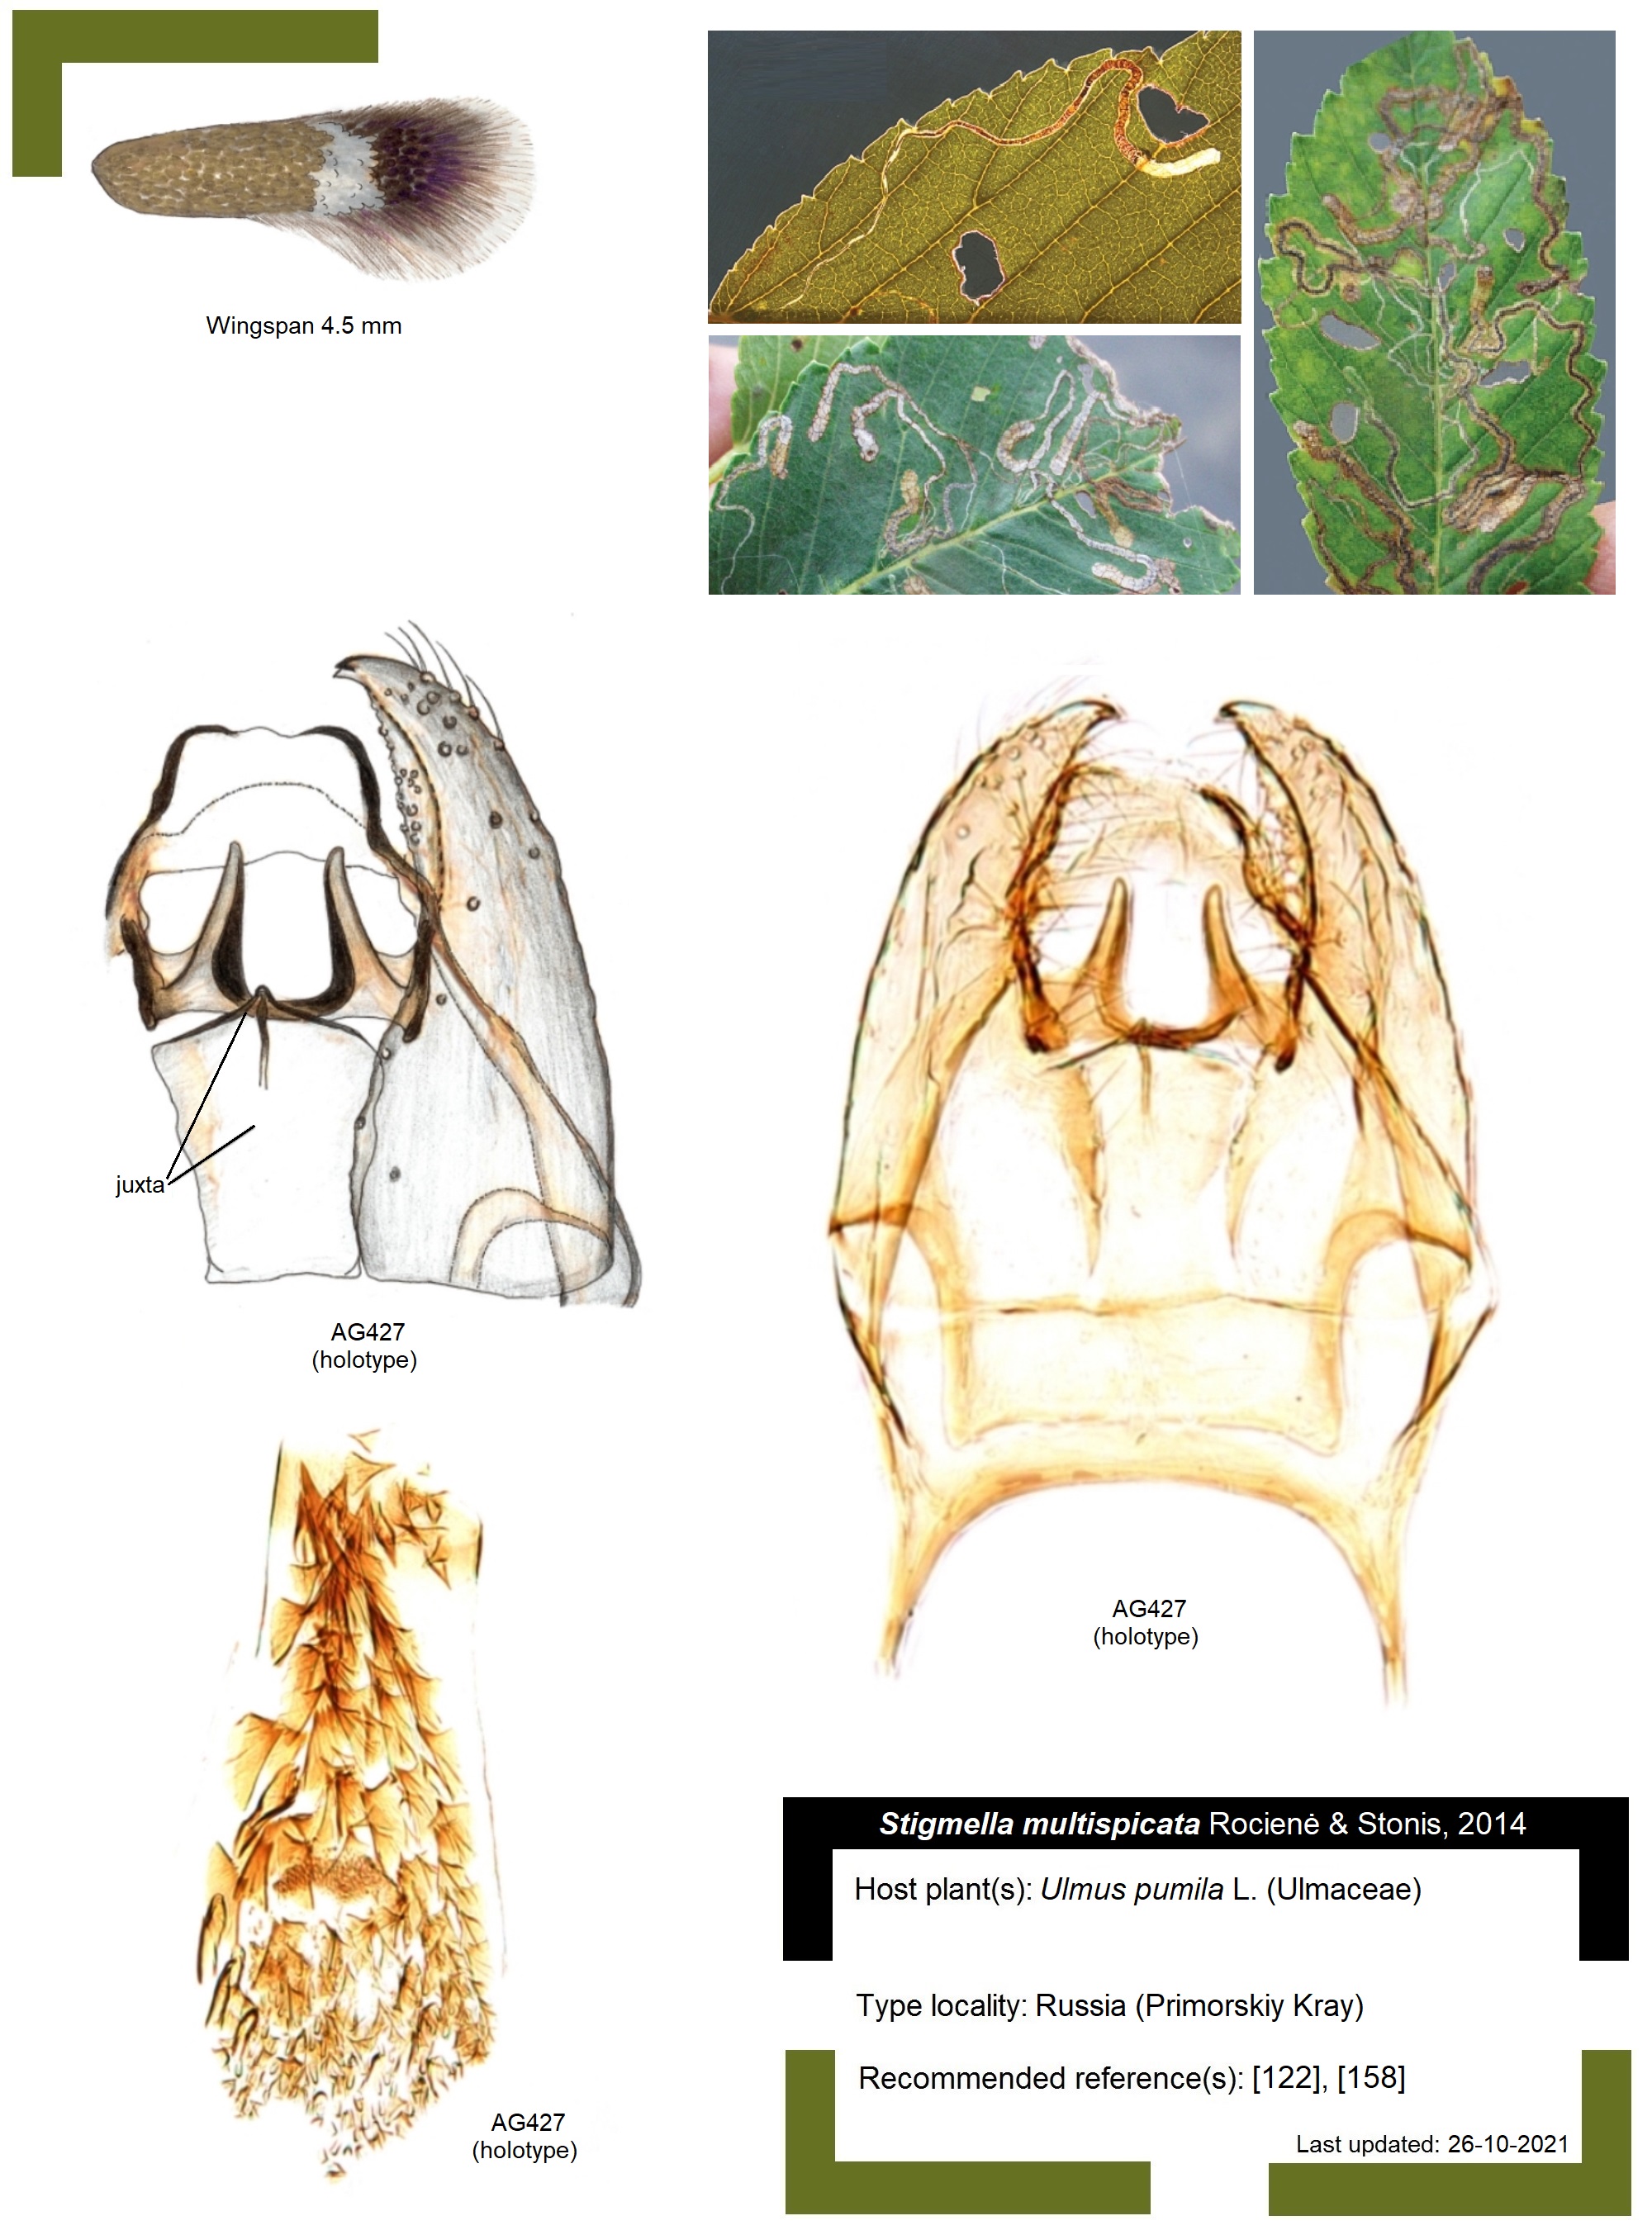 Wingspan 4.5 mm
juxta
AG427
(holotype)
AG427
(holotype)
AG427
(holotype)
Stigmella multispicata Rocienė & Stonis, 2014
Host plant(s): Ulmus pumila L. (Ulmaceae)
Type locality: Russia (Primorskiy Kray)
Recommended reference(s): [122], [158]
Last updated: 26-10-2021